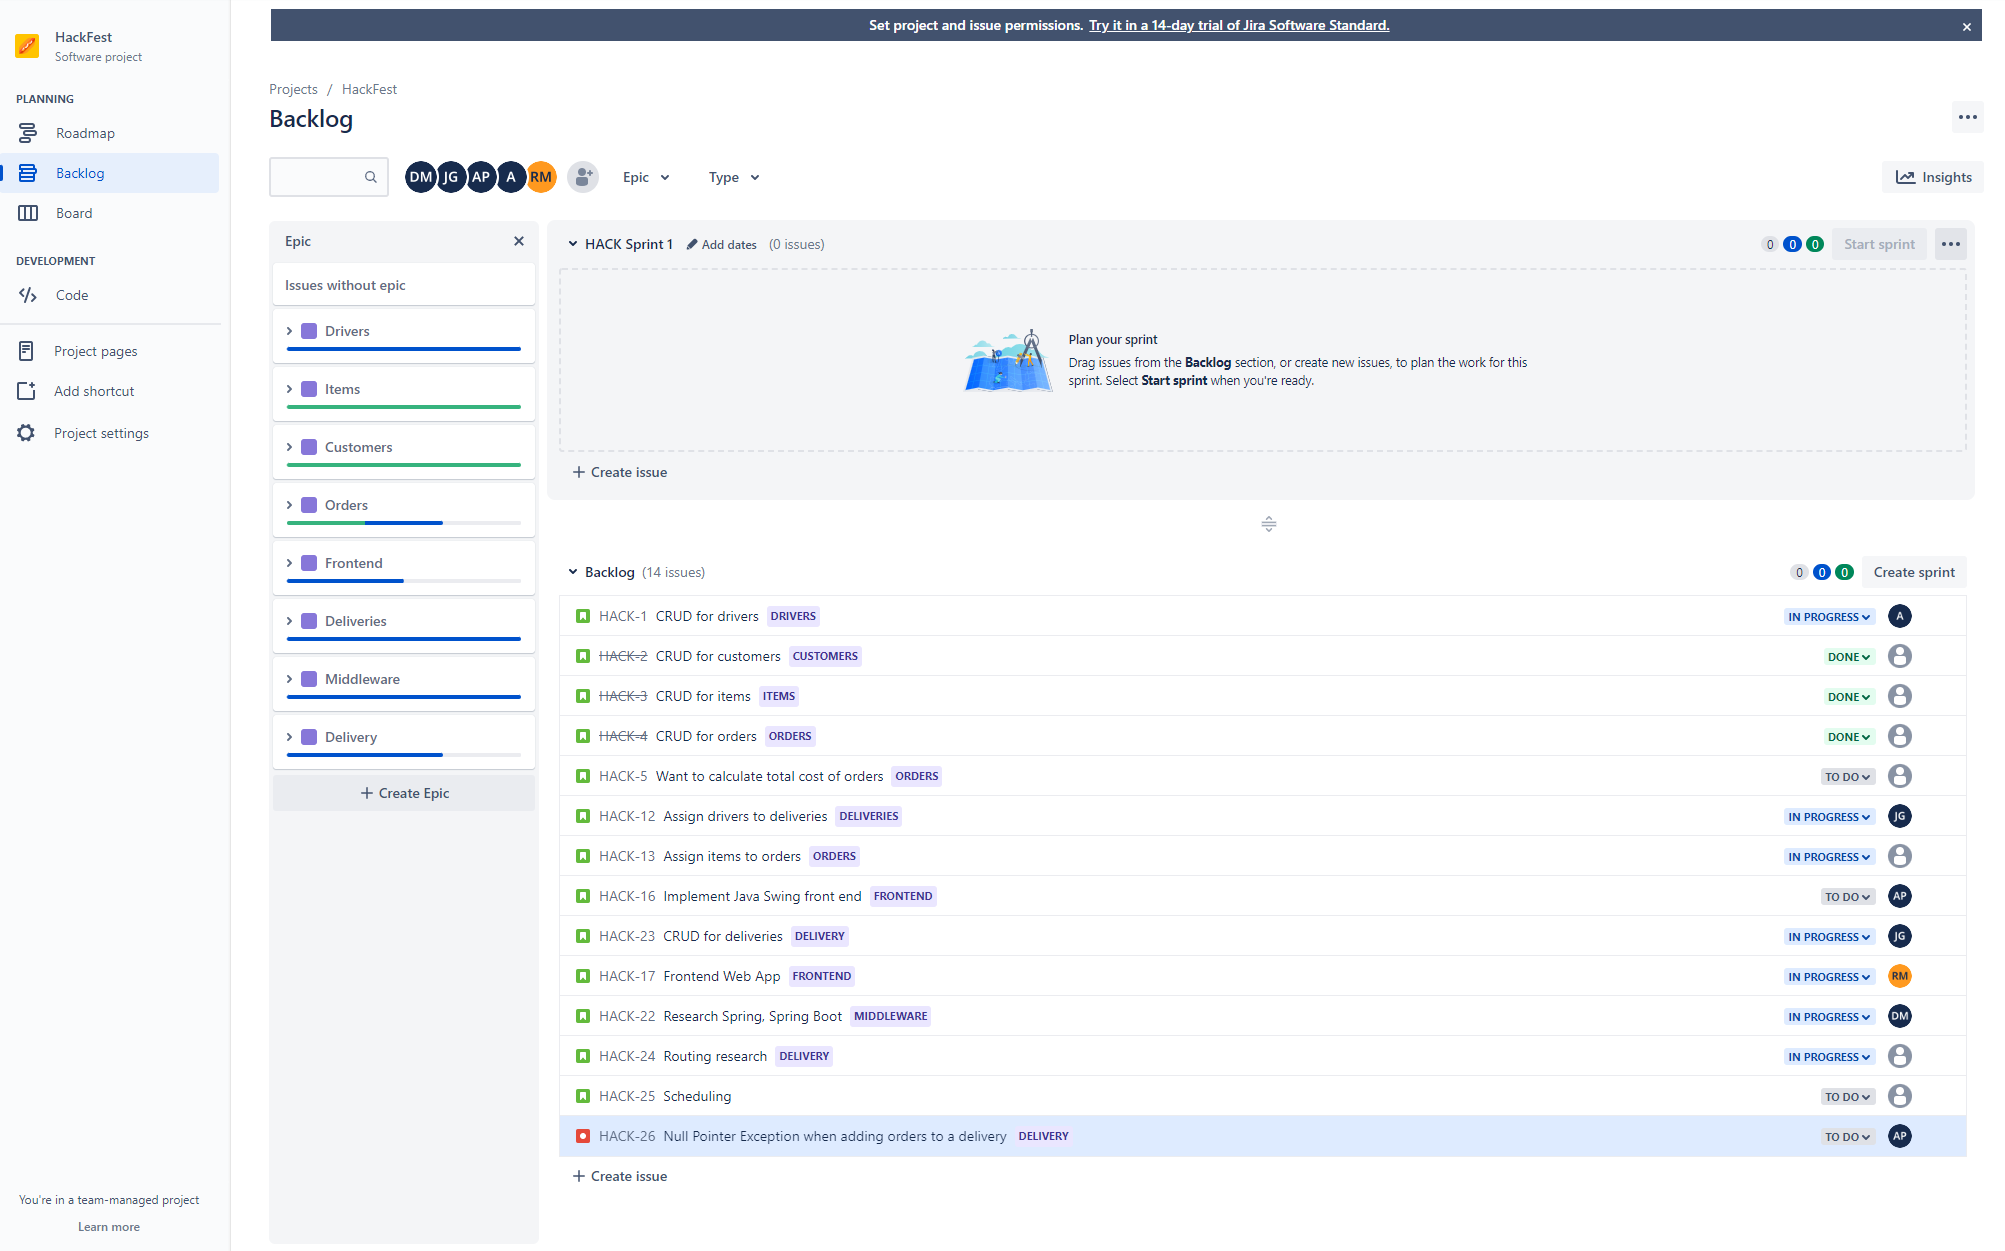 Set project and issue permissions. Try it in a 14-day trial of Jira Software Standard.
HackFest
Software project
PLANNING
Roadmap
Backlog
Board
DEVELOPMENT
Code
Project pages
Add shortcut
Project settings
You're in a team-managed project
Learn more
Projects / HackFest
Backlog
DM JG AP A RM
Epic
Type
Insights
Epic
Issues without epic
Drivers
Items
Customers
Orders
Frontend
Deliveries
Middleware
Delivery
+ Create Epic
HACK Sprint 1 Add dates (0 issues) 0 0 0 Start sprint
Plan your sprint
Drag issues from the Backlog section, or create new issues, to plan the work for this
sprint. Select Start sprint when you're ready.
+ Create issue
Backlog (14 issues) 0 0 0 Create sprint
HACK-1 CRUD for drivers DRIVERS IN PROGRESS A
HACK-2 CRUD for customers CUSTOMERS DONE
HACK-3 CRUD for items ITEMS DONE
HACK-4 CRUD for orders ORDERS DONE
HACK-5 Want to calculate total cost of orders ORDERS TO DO
HACK-12 Assign drivers to deliveries DELIVERIES IN PROGRESS JG
HACK-13 Assign items to orders ORDERS IN PROGRESS
HACK-16 Implement Java Swing front end FRONTEND TO DO AP
HACK-23 CRUD for deliveries DELIVERY IN PROGRESS JG
HACK-17 Frontend Web App FRONTEND IN PROGRESS RM
HACK-22 Research Spring, Spring Boot MIDDLEWARE IN PROGRESS DM
HACK-24 Routing research DELIVERY IN PROGRESS
HACK-25 Scheduling TO DO
HACK-26 Null Pointer Exception when adding orders to a delivery DELIVERY TO DO AP
+ Create issue